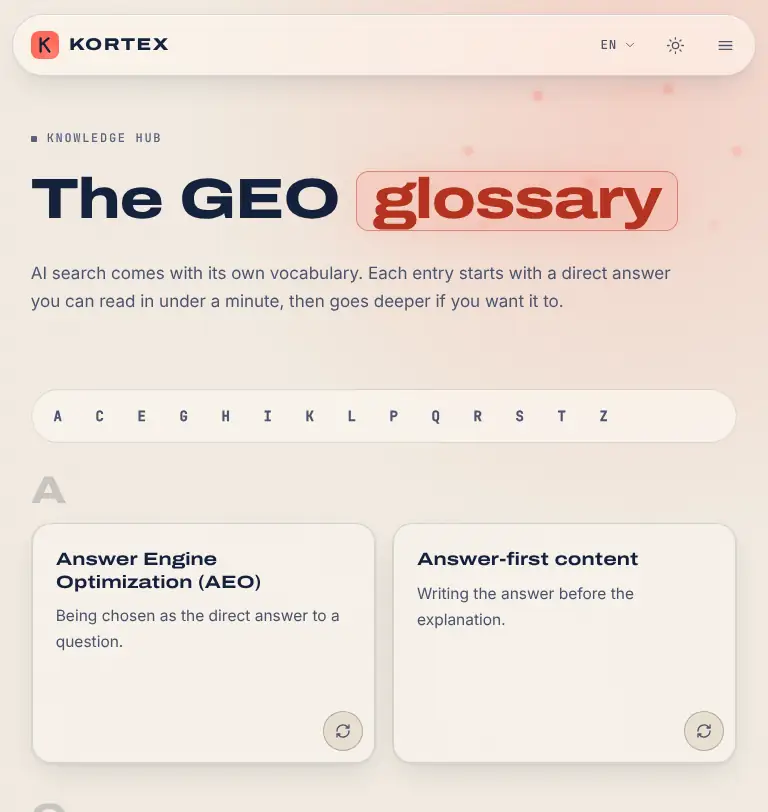 K KORTEX
EN
KNOWLEDGE HUB
The GEO glossary
AI search comes with its own vocabulary. Each entry starts with a direct answer
you can read in under a minute, then goes deeper if you want it to.
A C E G H I K L P Q R S T Z
A
Answer Engine
Optimization (AEO)
Being chosen as the direct answer to a
question.
Answer-first content
Writing the answer before the
explanation.